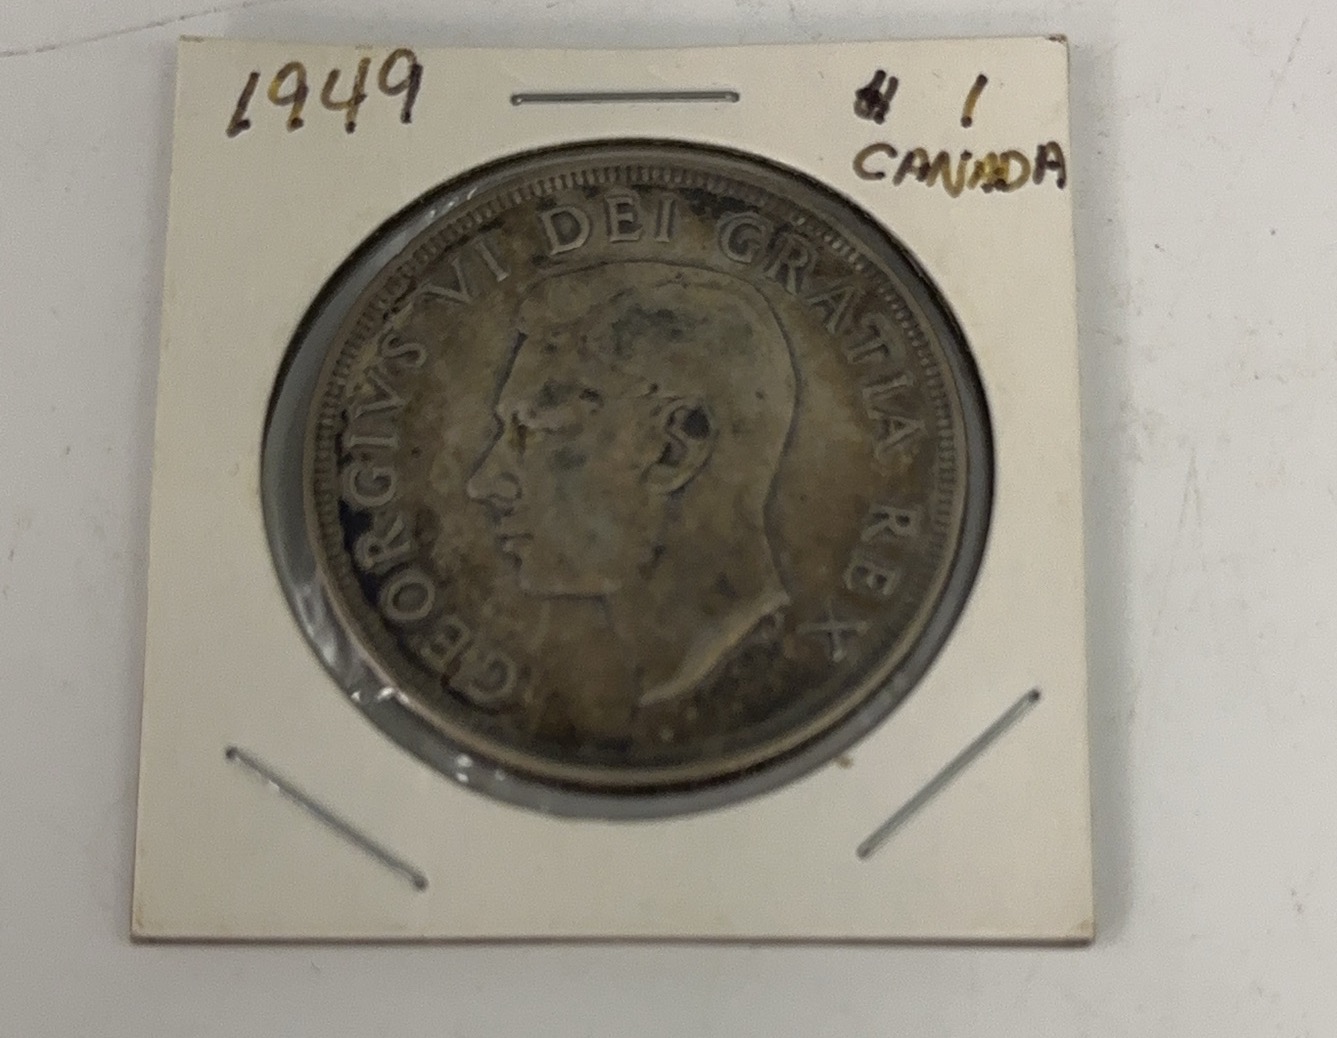 1949
$ 1
CANADA
GEORGIVS VI DEI GRATIA REX